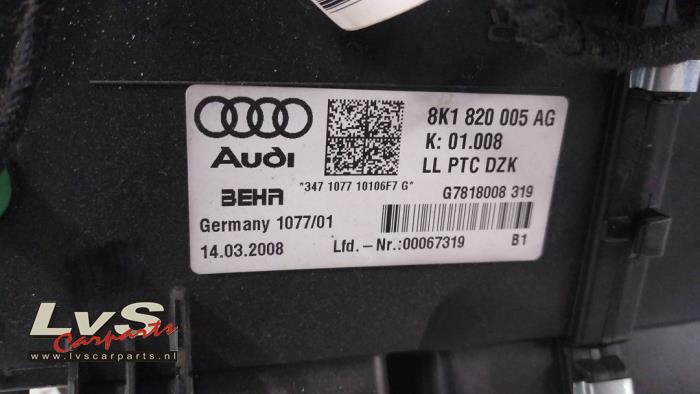 Audi
8K1 820 005 AG
K: 01.008
LL PTC DZK
*347 1077 10106F7 G*
BEHR
G7818008 319
Germany 1077/01
14.03.2008
Lfd.-Nr.:00067319
B1
LvS
Carparts
www.lvscarparts.nl